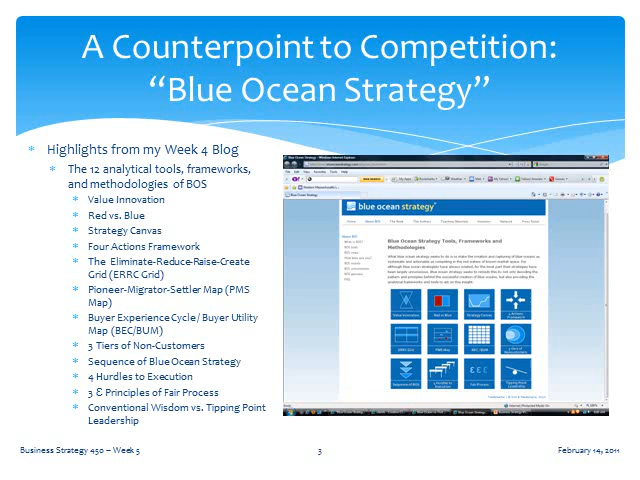 A Counterpoint to Competition:
“Blue Ocean Strategy”
Highlights from my Week 4 Blog
The 12 analytical tools, frameworks,
and methodologies of BOS
Value Innovation
Red vs. Blue
Strategy Canvas
Four Actions Framework
The Eliminate-Reduce-Raise-Create
Grid (ERRC Grid)
Pioneer-Migrator-Settler Map (PMS
Map)
Buyer Experience Cycle / Buyer Utility
Map (BEC/BUM)
3 Tiers of Non-Customers
Sequence of Blue Ocean Strategy
4 Hurdles to Execution
3 Ɛ Principles of Fair Process
Conventional Wisdom vs. Tipping Point
Leadership
blue ocean strategy
Blue Ocean Strategy Tools, Frameworks and
Methodologies
Business Strategy 450 – Week 5
3
February 14, 2011